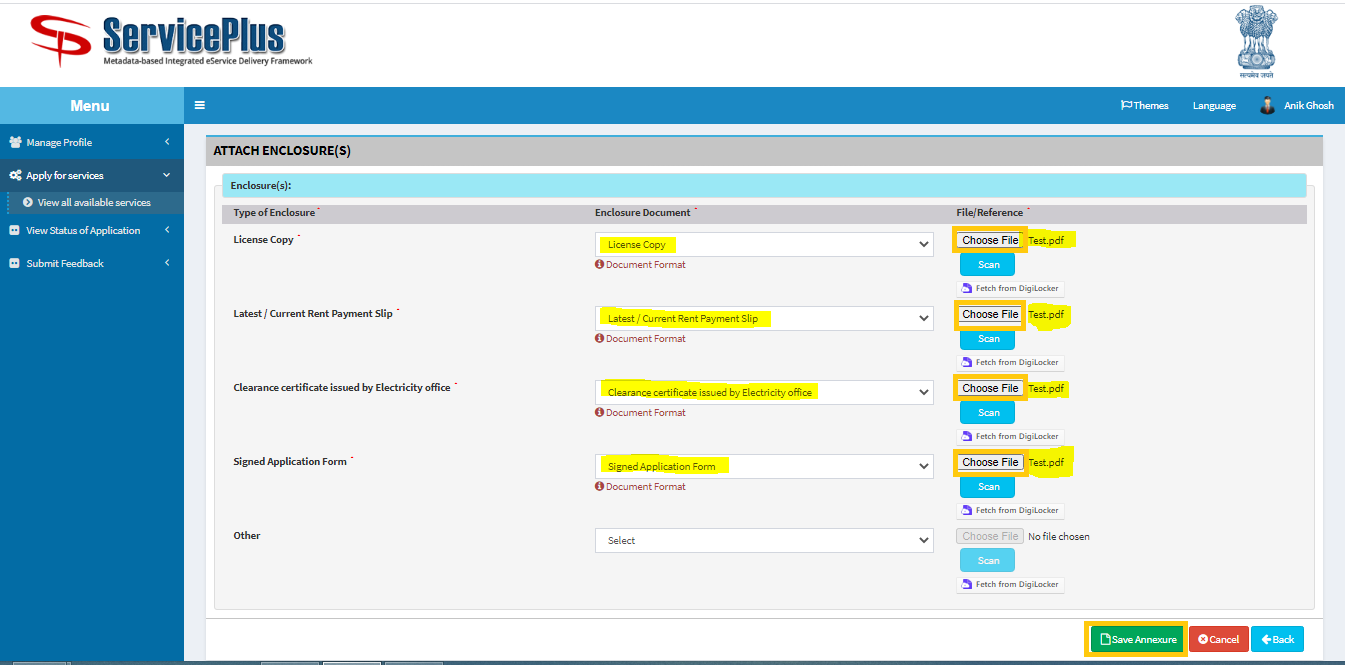 ServicePlus
Metadata-based Integrated eService Delivery Framework
सत्यमेव जयते
Menu
Themes
Language
Anik Ghosh
Manage Profile
Apply for services
View all available services
View Status of Application
Submit Feedback
ATTACH ENCLOSURE(S)
Enclosure(s):
Type of Enclosure *
Enclosure Document *
File/Reference *
License Copy *
License Copy
Choose File Test.pdf
Document Format
Scan
Fetch from DigiLocker
Latest / Current Rent Payment Slip *
Latest / Current Rent Payment Slip
Choose File Test.pdf
Document Format
Scan
Fetch from DigiLocker
Clearance certificate issued by Electricity office *
Clearance certificate issued by Electricity office
Choose File Test.pdf
Document Format
Scan
Fetch from DigiLocker
Signed Application Form *
Signed Application Form
Choose File Test.pdf
Document Format
Scan
Fetch from DigiLocker
Other
Select
Choose File No file chosen
Scan
Fetch from DigiLocker
Save Annexure
Cancel
Back